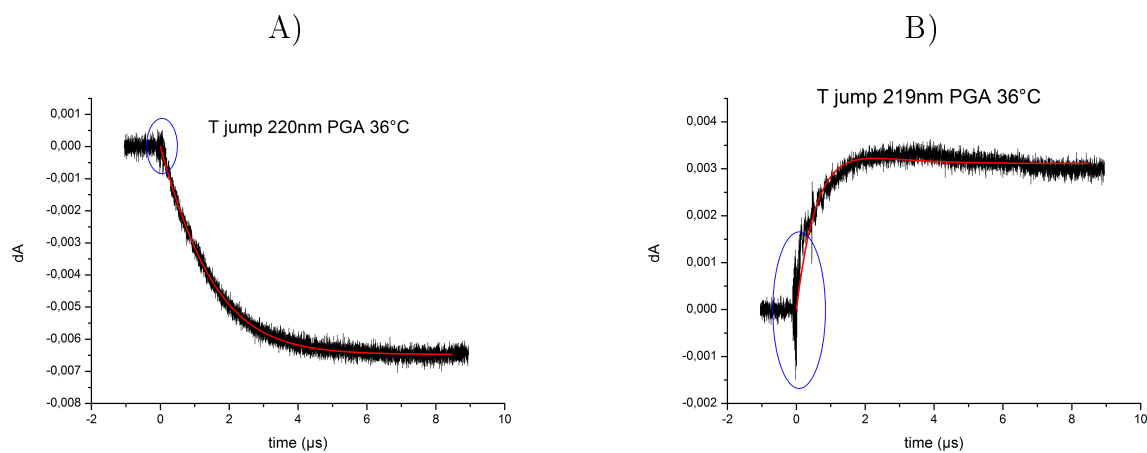 A)
T jump 220nm PGA 36°C
0,001
0,000
-0,001
-0,002
-0,003
-0,004
-0,005
-0,006
-0,007
-0,008
dA
-2 0 2 4 6 8 10
time (µs)
B)
T jump 219nm PGA 36°C
0,004
0,003
0,002
0,001
0,000
-0,001
-0,002
dA
-2 0 2 4 6 8 10
time (µs)